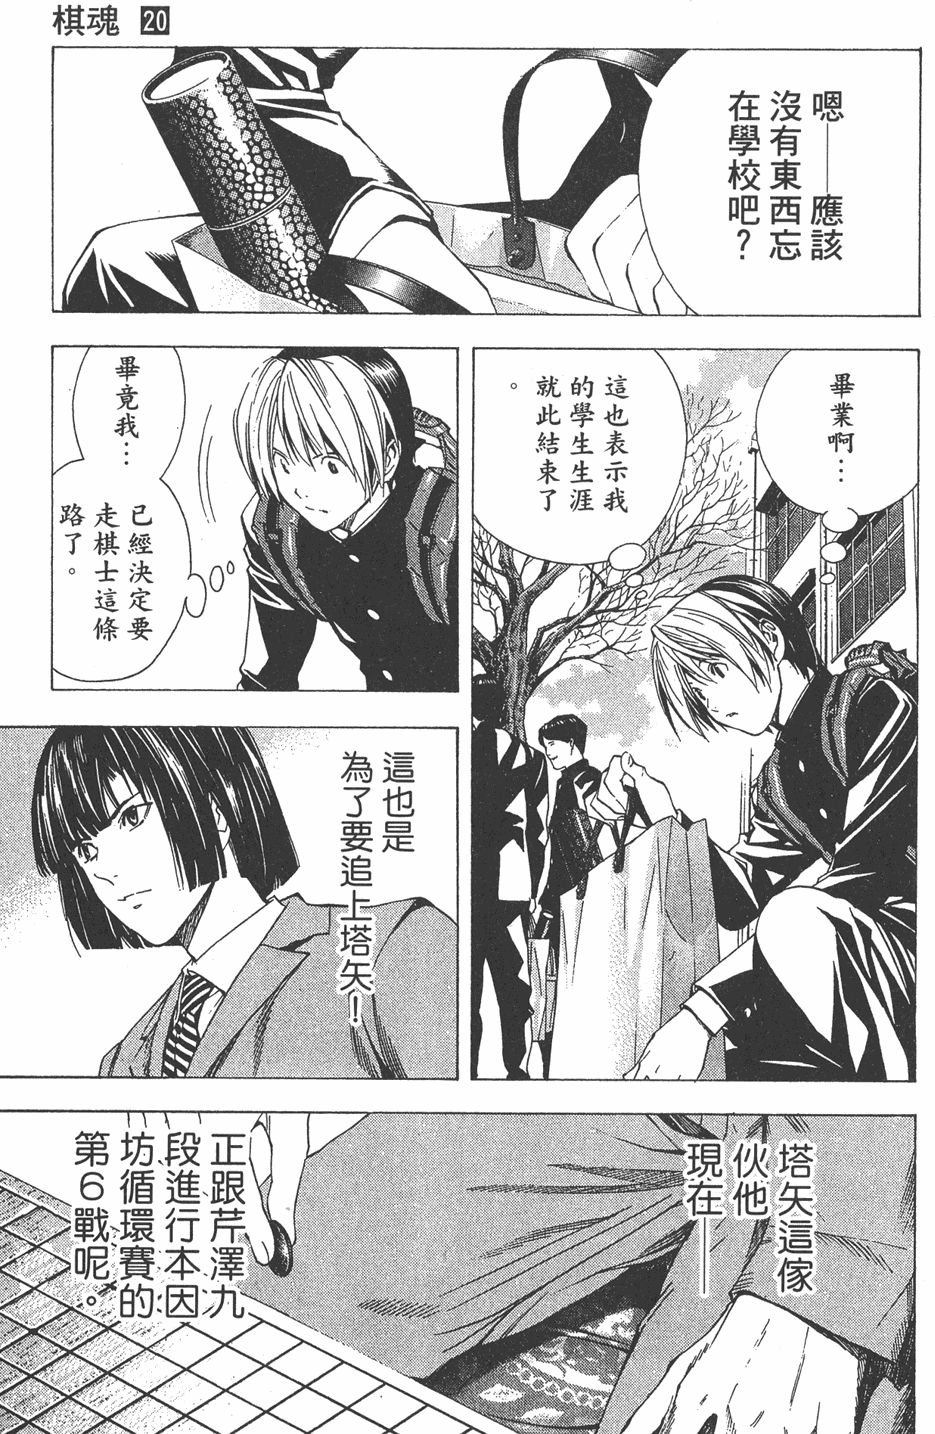 棋魂 20
嗯——應該
沒有東西忘
在學校吧？
畢業啊…
這也表示我
的學生生涯
就此結束了
。
畢竟我…
已經決定要
走棋士這條
路了。
這也是
為了要追上塔矢！
塔矢這傢
伙他
現在——
正跟芹澤九
段進行本因
坊循環賽的
第6戰呢。